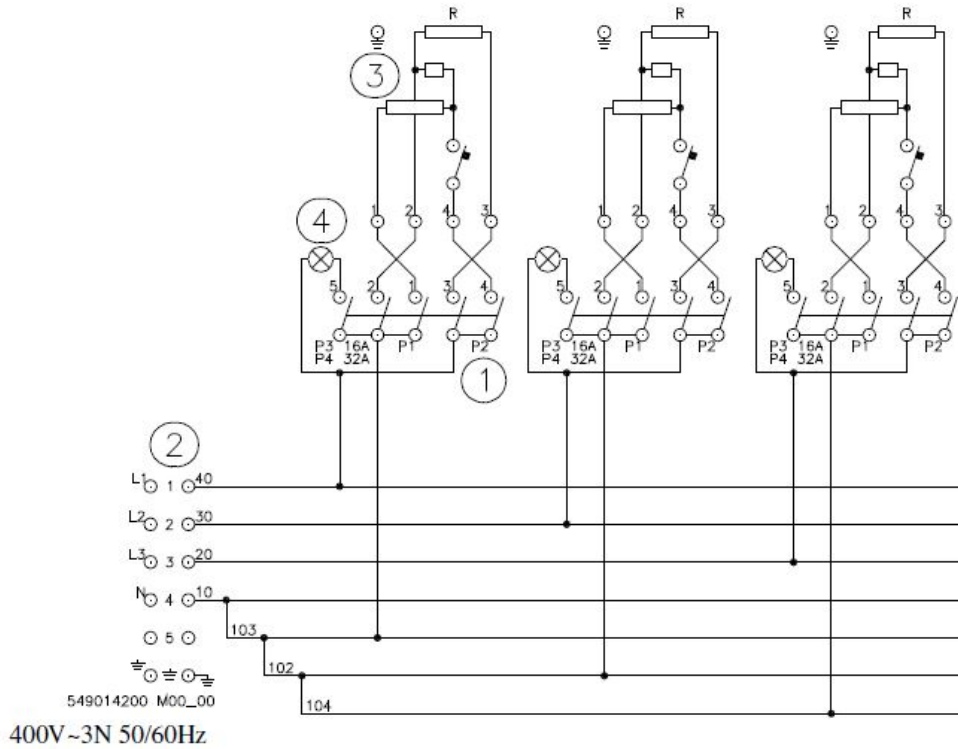 R R R
3
1 2 4 3 1 2 4 3 1 2 4 3
4
5 2 1 3 4 5 2 1 3 4 5 2 1 3 4
P3 16A P1 P2 P3 16A P1 P2 P3 16A P1 P2
P4 32A P4 32A P4 32A
1
2
L1 1 40
L2 2 30
L3 3 20
N 4 10
5 103
102
549014200 M00_00
104
400V~3N 50/60Hz